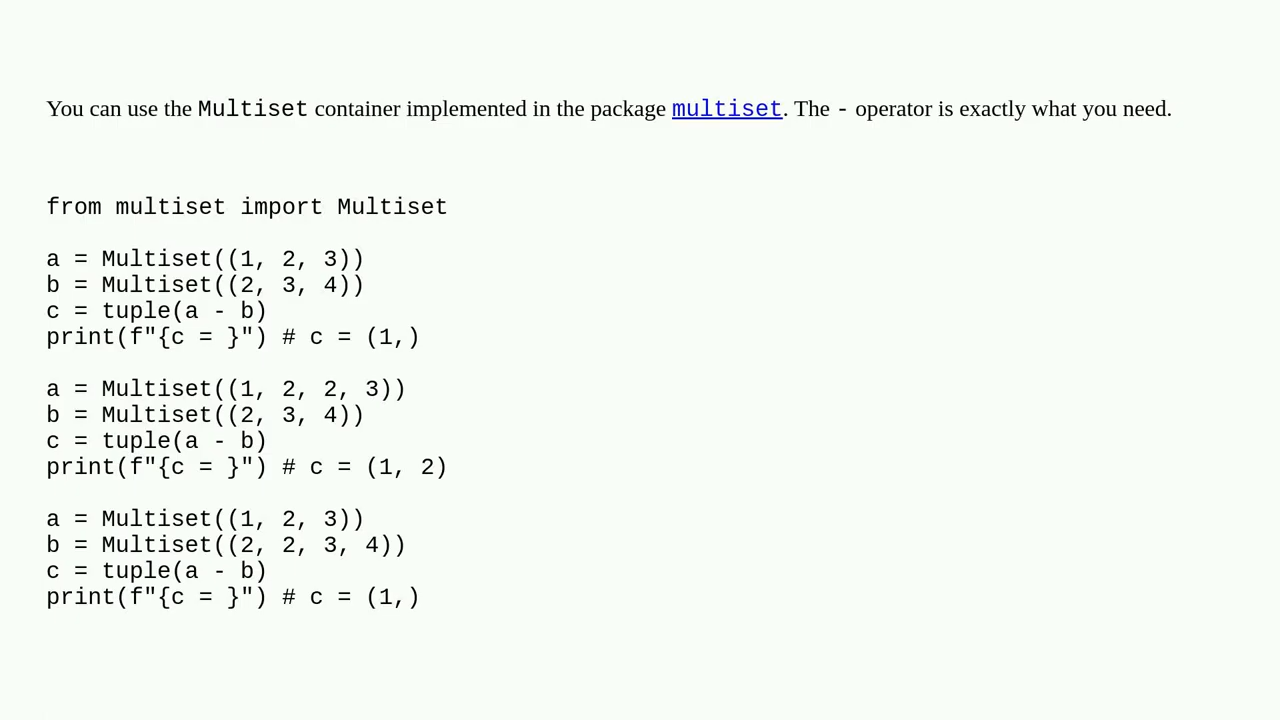 You can use the Multiset container implemented in the package multiset. The - operator is exactly what you need.
from multiset import Multiset
a = Multiset((1, 2, 3))
b = Multiset((2, 3, 4))
c = tuple(a - b)
print(f"{c = }") # c = (1,)
a = Multiset((1, 2, 2, 3))
b = Multiset((2, 3, 4))
c = tuple(a - b)
print(f"{c = }") # c = (1, 2)
a = Multiset((1, 2, 3))
b = Multiset((2, 2, 3, 4))
c = tuple(a - b)
print(f"{c = }") # c = (1,)